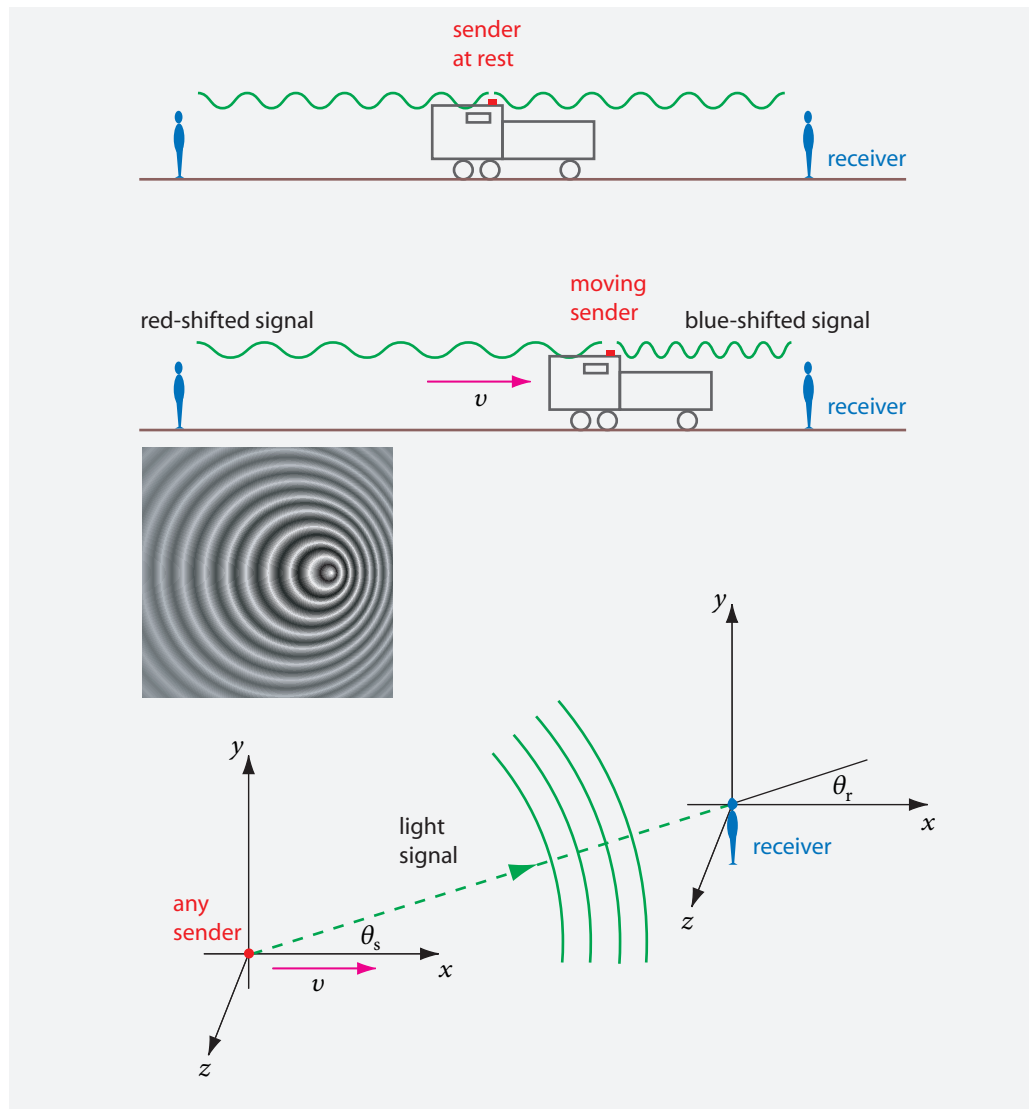 sender
at rest
receiver
moving
sender
red-shifted signal
blue-shifted signal
v
receiver
y
y
θr
x
light
signal
receiver
z
any
sender
θs
x
v
z